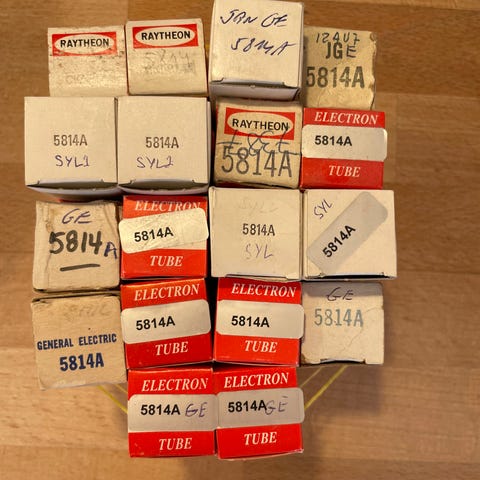 RAYTHEON
RAYTHEON
JAN GE
5814A
12AU7
JGE
5814A
5814A
SYL1
5814A
SYL2
RAYTHEON
5814A
ELECTRON
5814A
TUBE
GE
5814A
ELECTRON
5814A
TUBE
5814A
SYL
SYL
5814A
GENERAL ELECTRIC
5814A
ELECTRON
5814A
TUBE
ELECTRON
5814A
TUBE
GE
5814A
ELECTRON
5814A GE
TUBE
ELECTRON
5814A GE
TUBE